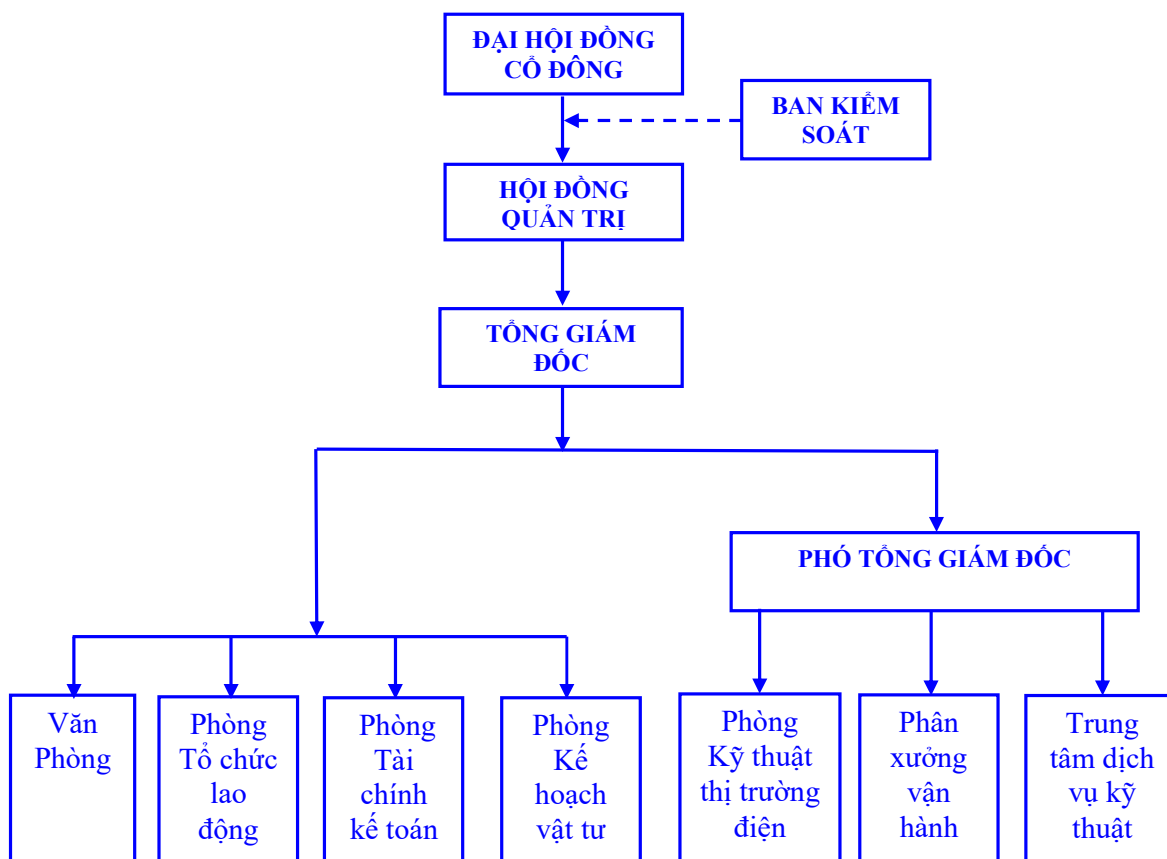 ĐẠI HỘI ĐỒNG
CỔ ĐÔNG
BAN KIỂM
SOÁT
HỘI ĐỒNG
QUẢN TRỊ
TỔNG GIÁM
ĐỐC
PHÓ TỔNG GIÁM ĐỐC
Văn
Phòng
Phòng
Tổ chức
lao
động
Phòng
Tài
chính
kế toán
Phòng
Kế
hoạch
vật tư
Phòng
Kỹ thuật
thị trường
điện
Phân
xưởng
vận
hành
Trung
tâm dịch
vụ kỹ
thuật